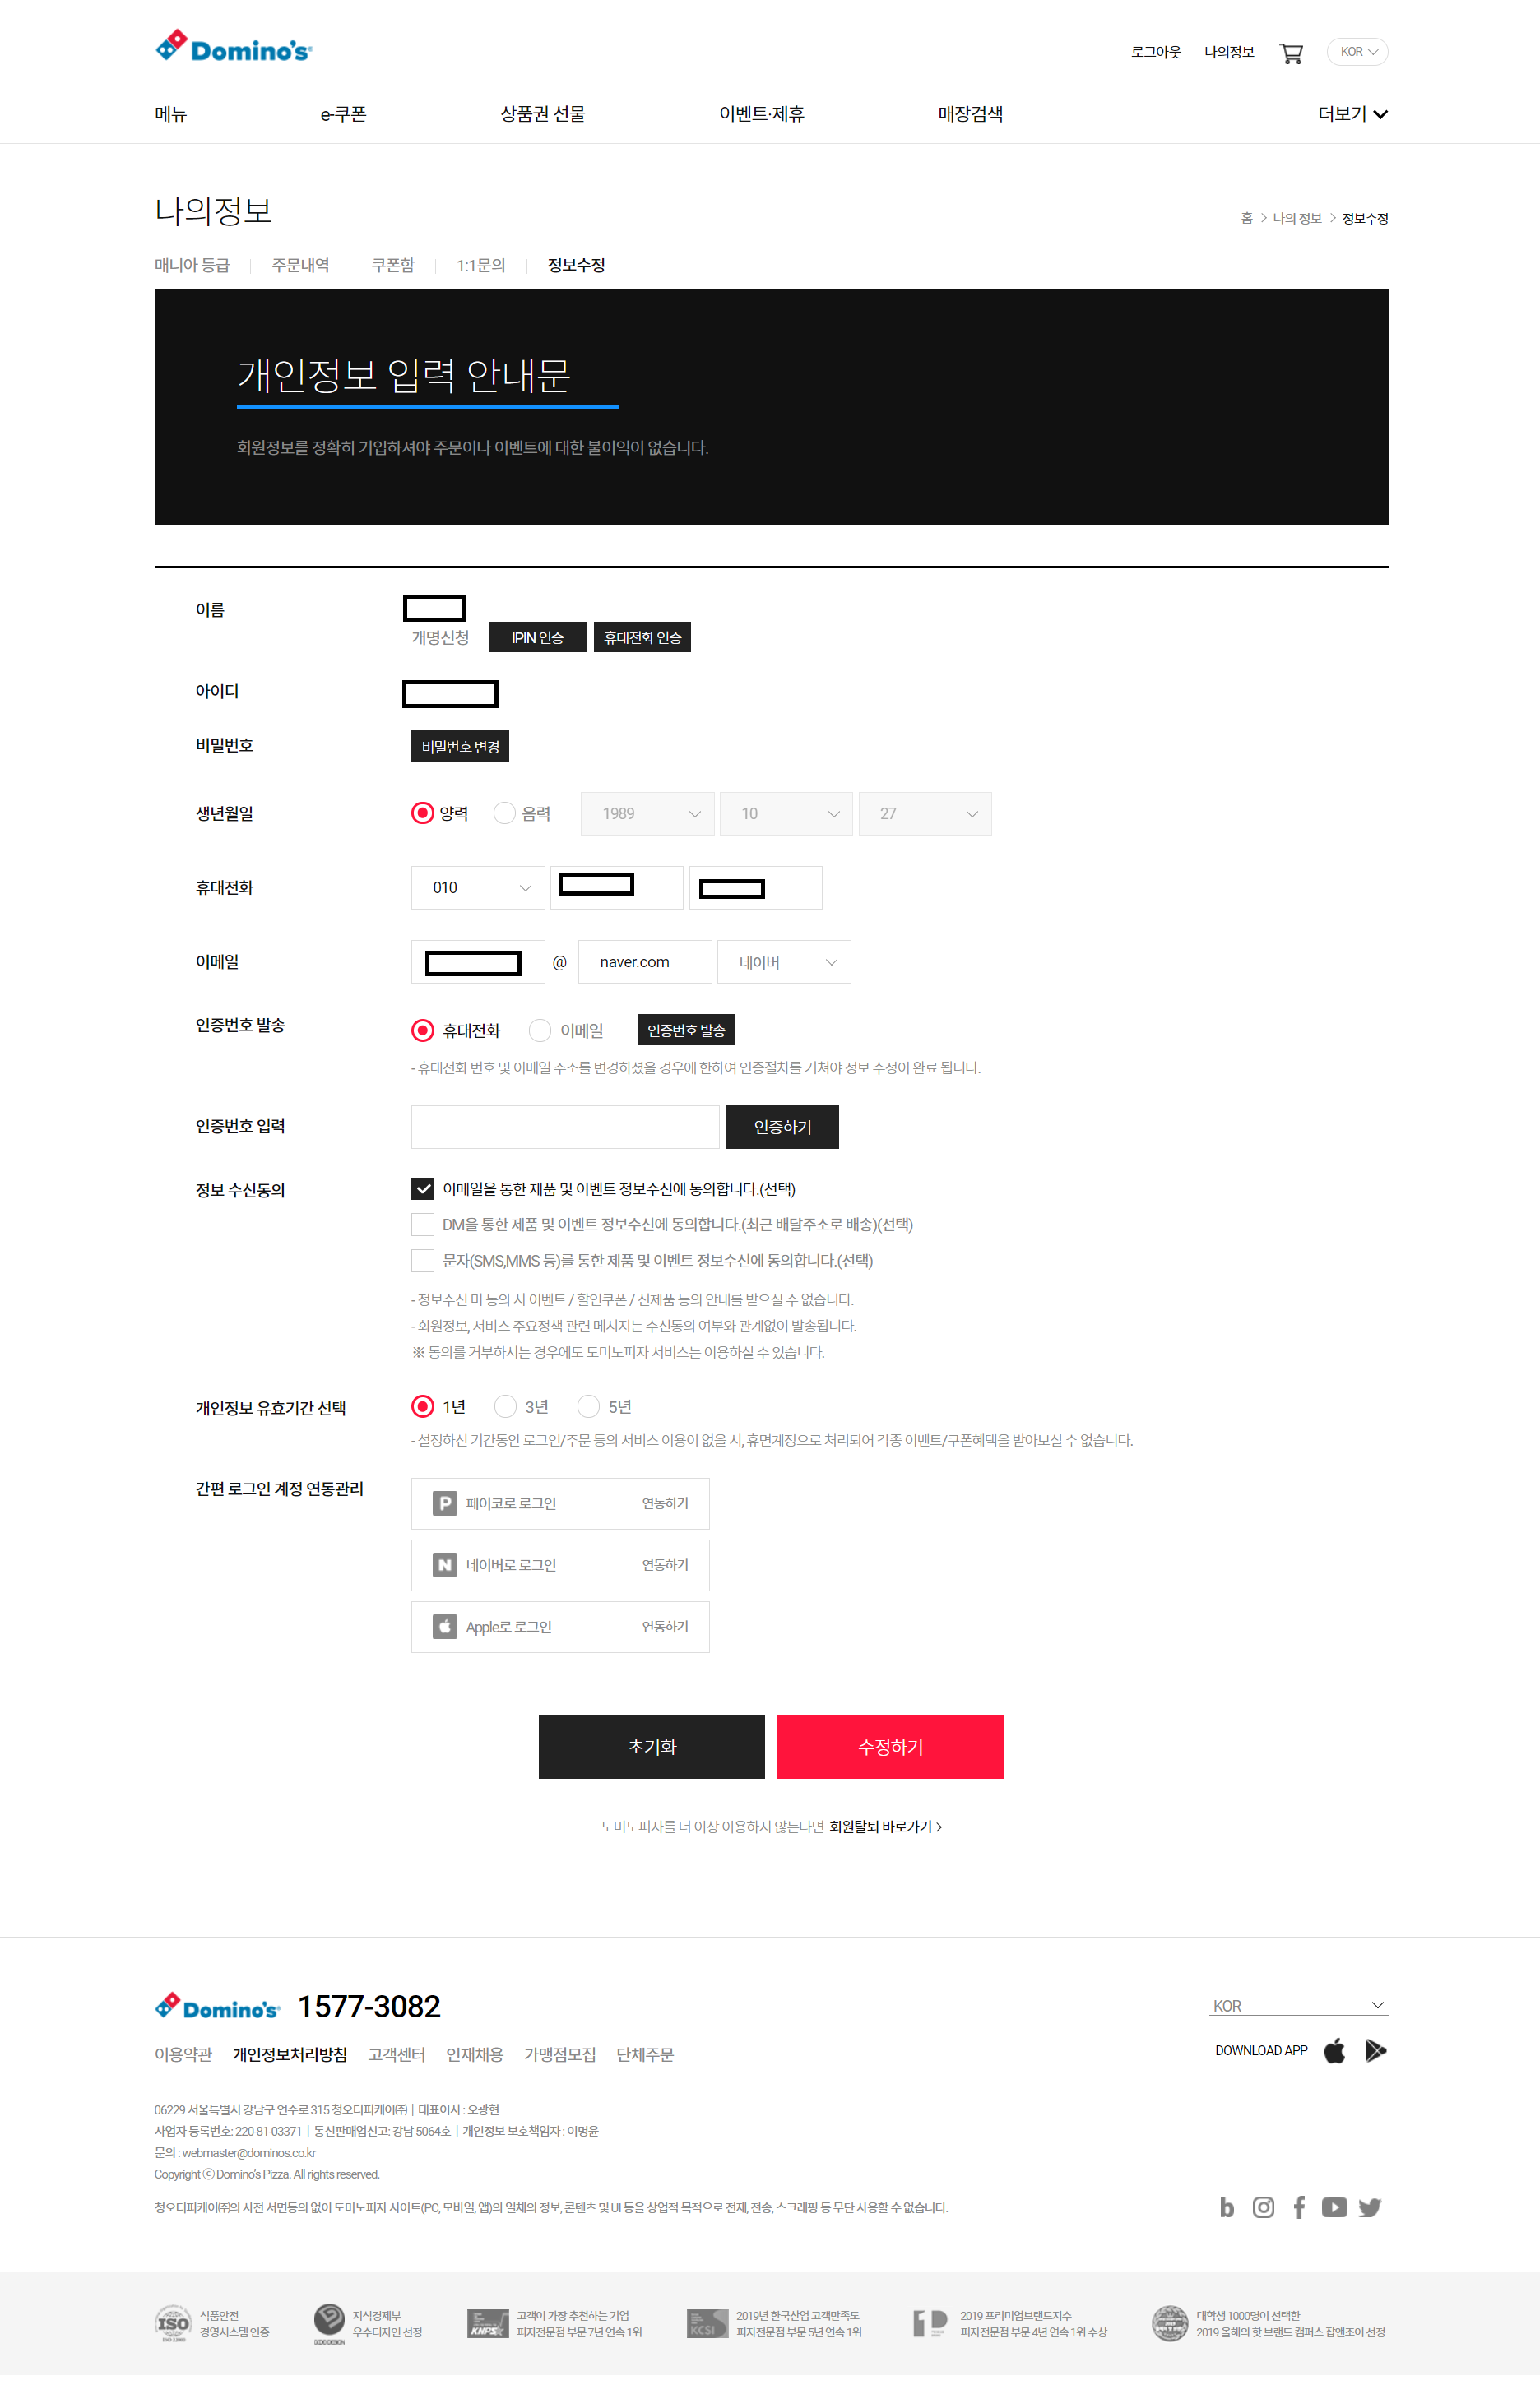 Domino's
로그아웃 나의정보 KOR
메뉴 e-쿠폰 상품권 선물 이벤트·제휴 매장검색 더보기
나의정보
홈 > 나의 정보 > 정보수정
매니아 등급 | 주문내역 | 쿠폰함 | 1:1문의 | 정보수정
개인정보 입력 안내문
회원정보를 정확히 기입하셔야 주문이나 이벤트에 대한 불이익이 없습니다.
이름
개명신청 IPIN 인증 휴대전화 인증
아이디
비밀번호 비밀번호 변경
생년월일 양력 음력 1989 10 27
휴대전화 010
이메일 @ naver.com 네이버
인증번호 발송 휴대전화 이메일 인증번호 발송
- 휴대전화 번호 및 이메일 주소를 변경하셨을 경우에 한하여 인증절차를 거쳐야 정보 수정이 완료 됩니다.
인증번호 입력 인증하기
정보 수신동의 이메일을 통한 제품 및 이벤트 정보수신에 동의합니다.(선택)
DM을 통한 제품 및 이벤트 정보수신에 동의합니다.(최근 배달주소로 배송)(선택)
문자(SMS,MMS 등)를 통한 제품 및 이벤트 정보수신에 동의합니다.(선택)
- 정보수신 미 동의 시 이벤트 / 할인쿠폰 / 신제품 등의 안내를 받으실 수 없습니다.
- 회원정보, 서비스 주요정책 관련 메시지는 수신동의 여부와 관계없이 발송됩니다.
※ 동의를 거부하시는 경우에도 도미노피자 서비스는 이용하실 수 있습니다.
개인정보 유효기간 선택 1년 3년 5년
- 설정하신 기간동안 로그인/주문 등의 서비스 이용이 없을 시, 휴면계정으로 처리되어 각종 이벤트/쿠폰혜택을 받아보실 수 없습니다.
간편 로그인 계정 연동관리 P 페이코로 로그인 연동하기
N 네이버로 로그인 연동하기
Apple로 로그인 연동하기
초기화 수정하기
도미노피자를 더 이상 이용하지 않는다면 회원탈퇴 바로가기 >
Domino's 1577-3082
KOR
이용약관 개인정보처리방침 고객센터 인재채용 가맹점모집 단체주문
DOWNLOAD APP
06229 서울특별시 강남구 언주로 315 청오디피케이㈜ | 대표이사 : 오광현
사업자 등록번호: 220-81-03371 | 통신판매업신고: 강남 5064호 | 개인정보 보호책임자 : 이명윤
문의 : webmaster@dominos.co.kr
Copyright ⓒ Domino's Pizza. All rights reserved.
청오디피케이㈜의 사전 서면동의 없이 도미노피자 사이트(PC, 모바일, 앱)의 일체의 정보, 콘텐츠 및 UI 등을 상업적 목적으로 전재, 전송, 스크래핑 등 무단 사용할 수 없습니다.
ISO 식품안전
경영시스템 인증
GOOD DESIGN 지식경제부
우수디자인 선정
KNPS 고객이 가장 추천하는 기업
피자전문점 부문 7년 연속 1위
KCSI 2019년 한국산업 고객만족도
피자전문점 부문 5년 연속 1위
2019 프리미엄브랜드지수
피자전문점 부문 4년 연속 1위 수상
대학생 1000명이 선택한
2019 올해의 핫 브랜드 캠퍼스 잡앤조이 선정